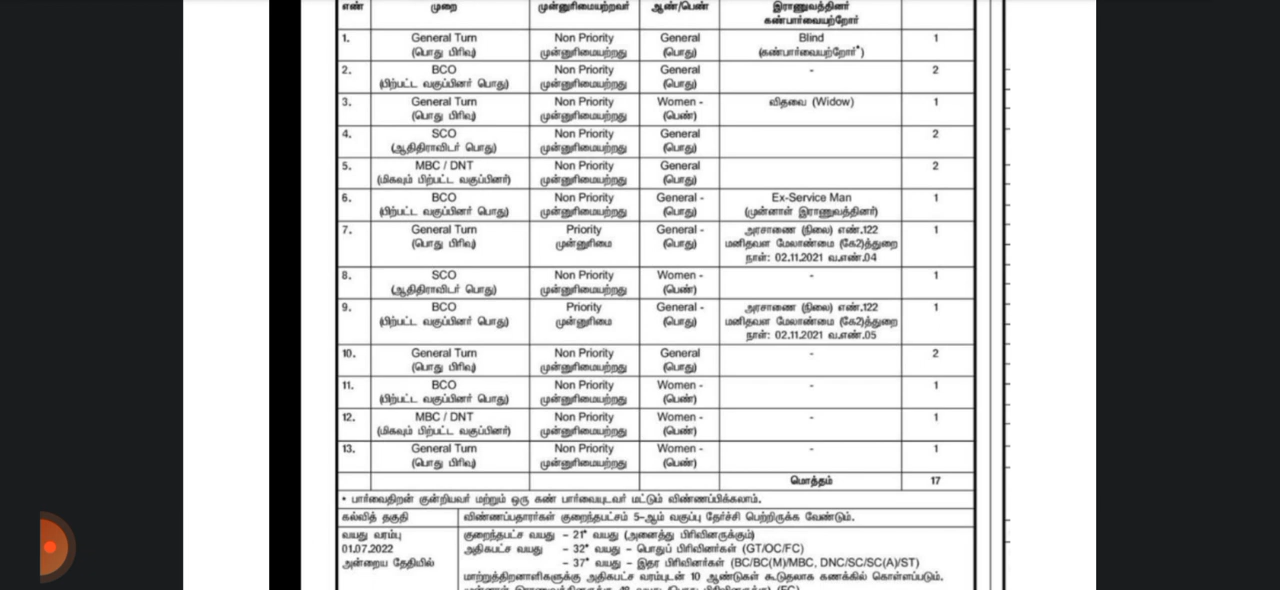 எண் முறை முன்னுரிமையற்றவர் ஆண்/பெண் இராணுவத்தினர்
கண்பார்வையற்றோர்
1. General Turn Non Priority General Blind 1
(பொது பிரிவு) முன்னுரிமையற்றது (பொது) (கண்பார்வையற்றோர்*)
2. BCO Non Priority General - 2
(பிற்பட்ட வகுப்பினர் பொது) முன்னுரிமையற்றது (பொது)
3. General Turn Non Priority Women - விதவை (Widow) 1
(பொது பிரிவு) முன்னுரிமையற்றது (பெண்)
4. SCO Non Priority General 2
(ஆதிதிராவிடர் பொது) முன்னுரிமையற்றது (பொது)
5. MBC / DNT Non Priority General 2
(மிகவும் பிற்பட்ட வகுப்பினர்) முன்னுரிமையற்றது (பொது)
6. BCO Non Priority General - Ex-Service Man 1
(பிற்பட்ட வகுப்பினர் பொது) முன்னுரிமையற்றது (பொது) (முன்னாள் இராணுவத்தினர்)
7. General Turn Priority General - அரசாணை (நிலை) எண்.122 1
(பொது பிரிவு) முன்னுரிமை (பொது) மனிதவள மேலாண்மை (கே2)த்துறை
நாள்: 02.11.2021 வ.எண்.04
8. SCO Non Priority Women - - 1
(ஆதிதிராவிடர் பொது) முன்னுரிமையற்றது (பெண்)
9. BCO Priority General - அரசாணை (நிலை) எண்.122 1
(பிற்பட்ட வகுப்பினர் பொது) முன்னுரிமை (பொது) மனிதவள மேலாண்மை (கே2)த்துறை
நாள்: 02.11.2021 வ.எண்.05
10. General Turn Non Priority General - 2
(பொது பிரிவு) முன்னுரிமையற்றது (பொது)
11. BCO Non Priority Women - - 1
(பிற்பட்ட வகுப்பினர் பொது) முன்னுரிமையற்றது (பெண்)
12. MBC / DNT Non Priority Women - - 1
(மிகவும் பிற்பட்ட வகுப்பினர்) முன்னுரிமையற்றது (பெண்)
13. General Turn Non Priority Women - - 1
(பொது பிரிவு) முன்னுரிமையற்றது (பெண்)
மொத்தம் 17
* பார்வைதிறன் குன்றியவர் மற்றும் ஒரு கண் பார்வையுடவர் மட்டும் விண்ணப்பிக்கலாம்.
கல்வித் தகுதி விண்ணப்பதாரர்கள் குறைந்தபட்சம் 5-ஆம் வகுப்பு தேர்ச்சி பெற்றிருக்க வேண்டும்.
வயது வரம்பு குறைந்தபட்ச வயது - 21* வயது (அனைத்து பிரிவினருக்கும்)
01.07.2022 அதிகபட்ச வயது - 32* வயது - பொதுப் பிரிவினர்கள் (GT/OC/FC)
அன்றைய தேதியில் - 37* வயது - இதர பிரிவினர்கள் (BC/BC(M)/MBC, DNC/SC/SC(A)/ST)
மாற்றுத்திறனாளிகளுக்கு அதிகபட்ச வரம்புடன் 10 ஆண்டுகள் கூடுதலாக கணக்கில் கொள்ளப்படும்.